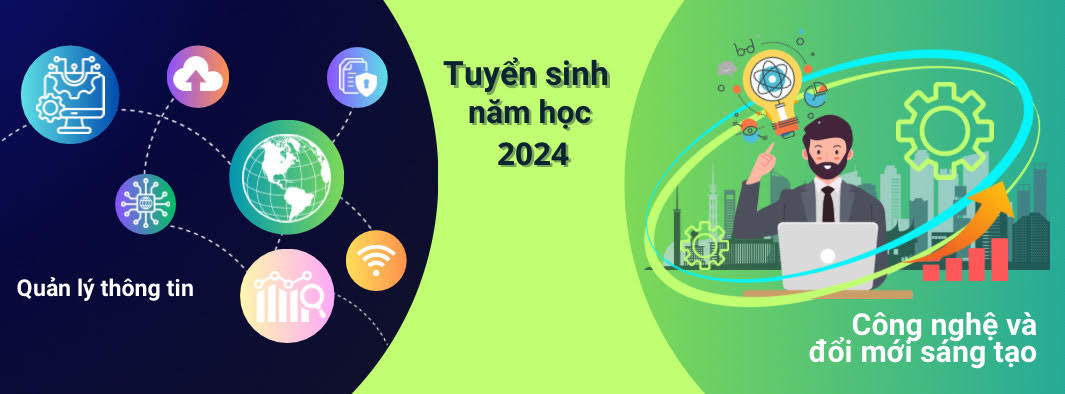 Tuyển sinh
năm học
2024
Quản lý thông tin
Công nghệ và
đổi mới sáng tạo